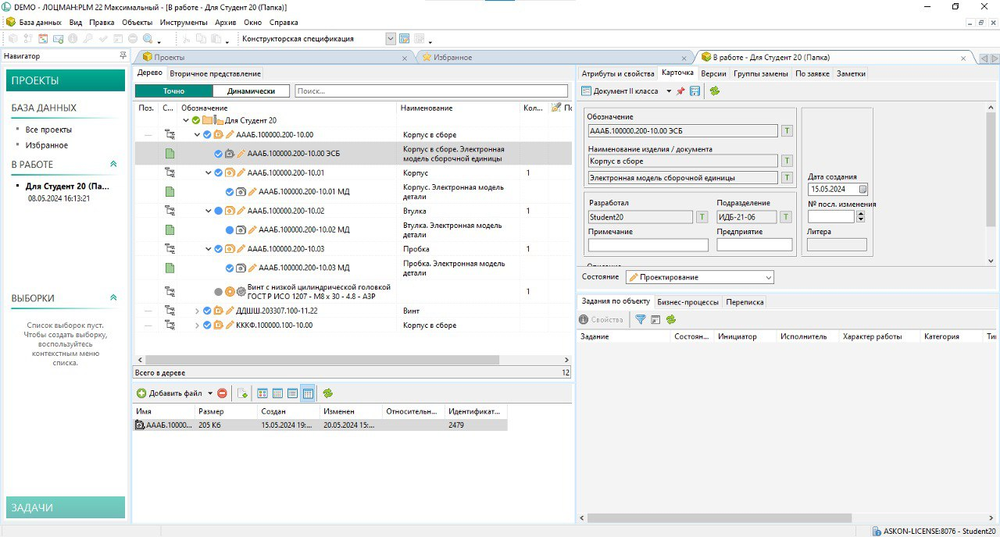 DEMO - ЛОЦМАН:PLM 22 Максимальный - [В работе - Для Студент 20 (Папка)]
База данных Вид Правка Объекты Инструменты Архив Окно Справка
Конструкторская спецификация
Навигатор
Проекты
Избранное
В работе - Для Студент 20 (Папка)
ПРОЕКТЫ
БАЗА ДАННЫХ
Все проекты
Избранное
В РАБОТЕ
Для Студент 20 (Па...
08.05.2024 16:13:21
ВЫБОРКИ
Список выборок пуст.
Чтобы создать выборку,
воспользуйтесь
контекстным меню
списка.
ЗАДАЧИ
Дерево Вторичное представление
Точно Динамически Поиск...
Поз. С... Обозначение Наименование Кол... По
Для Студент 20
АААБ.100000.200-10.00 Корпус в сборе
АААБ.100000.200-10.00 ЭСБ Корпус в сборе. Электронная
модель сборочной единицы
АААБ.100000.200-10.01 Корпус 1
АААБ.100000.200-10.01 МД Корпус. Электронная модель
детали
АААБ.100000.200-10.02 Втулка 1
АААБ.100000.200-10.02 МД Втулка. Электронная модель
детали
АААБ.100000.200-10.03 Пробка 1
АААБ.100000.200-10.03 МД Пробка. Электронная модель
детали
Винт с низкой цилиндрической головкой
ГОСТ Р ИСО 1207 - М8 х 30 - 4.8 - А3Р 1
ДДШШ.203307.100-11.22 Винт
КККФ.100000.100-10.00 Корпус в сборе
Всего в дереве 12
Добавить файл
Имя Размер Создан Изменен Относительн... Идентификат...
АААБ.10000... 205 Кб 15.05.2024 19:... 20.05.2024 15:... 2479
Атрибуты и свойства Карточка Версии Группы замены По заявке Заметки
Документ II класса
Обозначение
АААБ.100000.200-10.00 ЭСБ T
Наименование изделия / документа
Корпус в сборе T
Электронная модель сборочной единицы T
Дата создания
15.05.2024
№ посл. изменения
Литера
Разработал Подразделение
Student20 T ИДБ-21-06 T
Примечание Предприятие
Описание
Состояние Проектирование
Задания по объекту Бизнес-процессы Переписка
Свойства
Задание Состоян... Инициатор Исполнитель Характер работы Категория Ти
ASKON-LICENSE:8076 - Student20